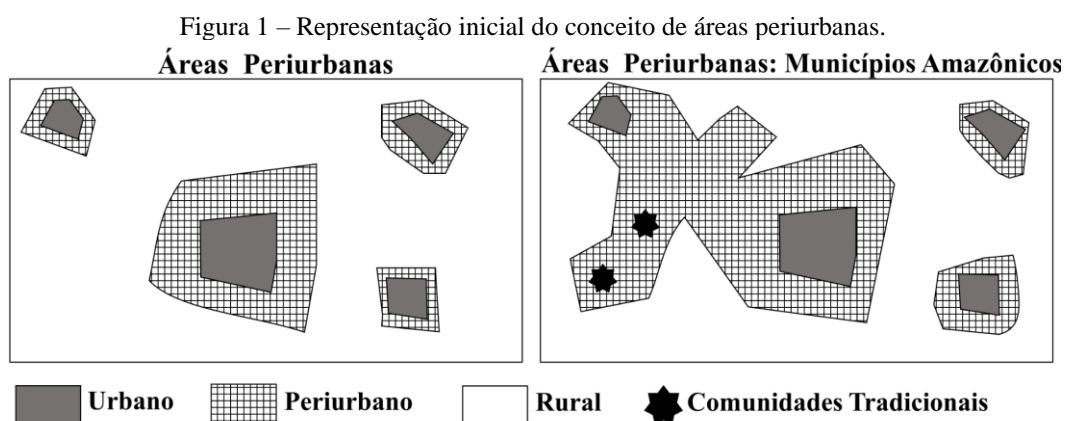 Figura 1 – Representação inicial do conceito de áreas periurbanas.
Áreas Periurbanas
Áreas Periurbanas: Municípios Amazônicos
Urbano
Periurbano
Rural
Comunidades Tradicionais